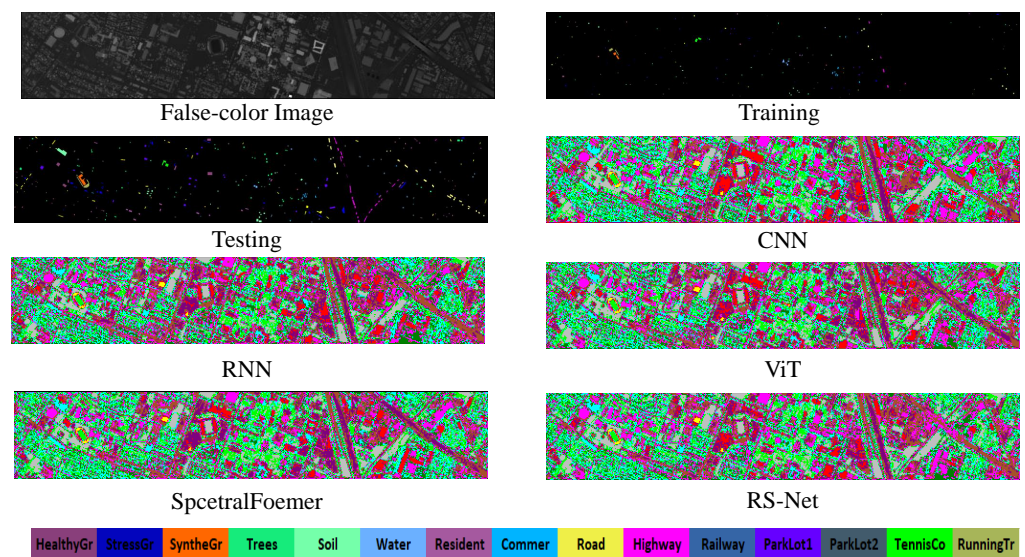 False-color Image
Training
Testing
CNN
RNN
ViT
SpcetralFoemer
RS-Net
HealthyGr StressGr SyntheGr Trees Soil Water Resident Commer Road Highway Railway ParkLot1 ParkLot2 TennisCo RunningTr